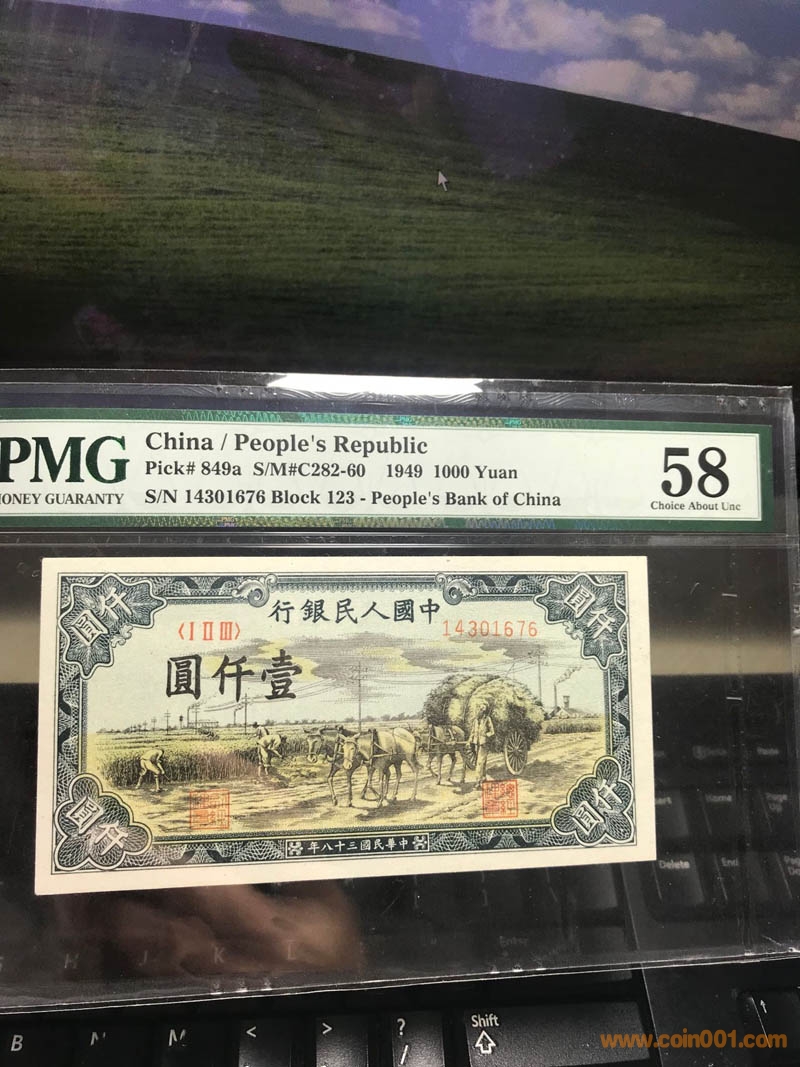 PMG
MONEY GUARANTY
China / People's Republic
Pick# 849a S/M#C282-60 1949 1000 Yuan
S/N 14301676 Block 123 - People's Bank of China
58
Choice About Unc
圓仟
行銀民人國中
圓仟
〈I II III〉
14301676
圓仟壹
圓仟
圓仟
年八十三國民華中
Home
Delete
End
H
J
K
L
Enter
B
N
M
<
>
?
/
Shift
www.coin001.com